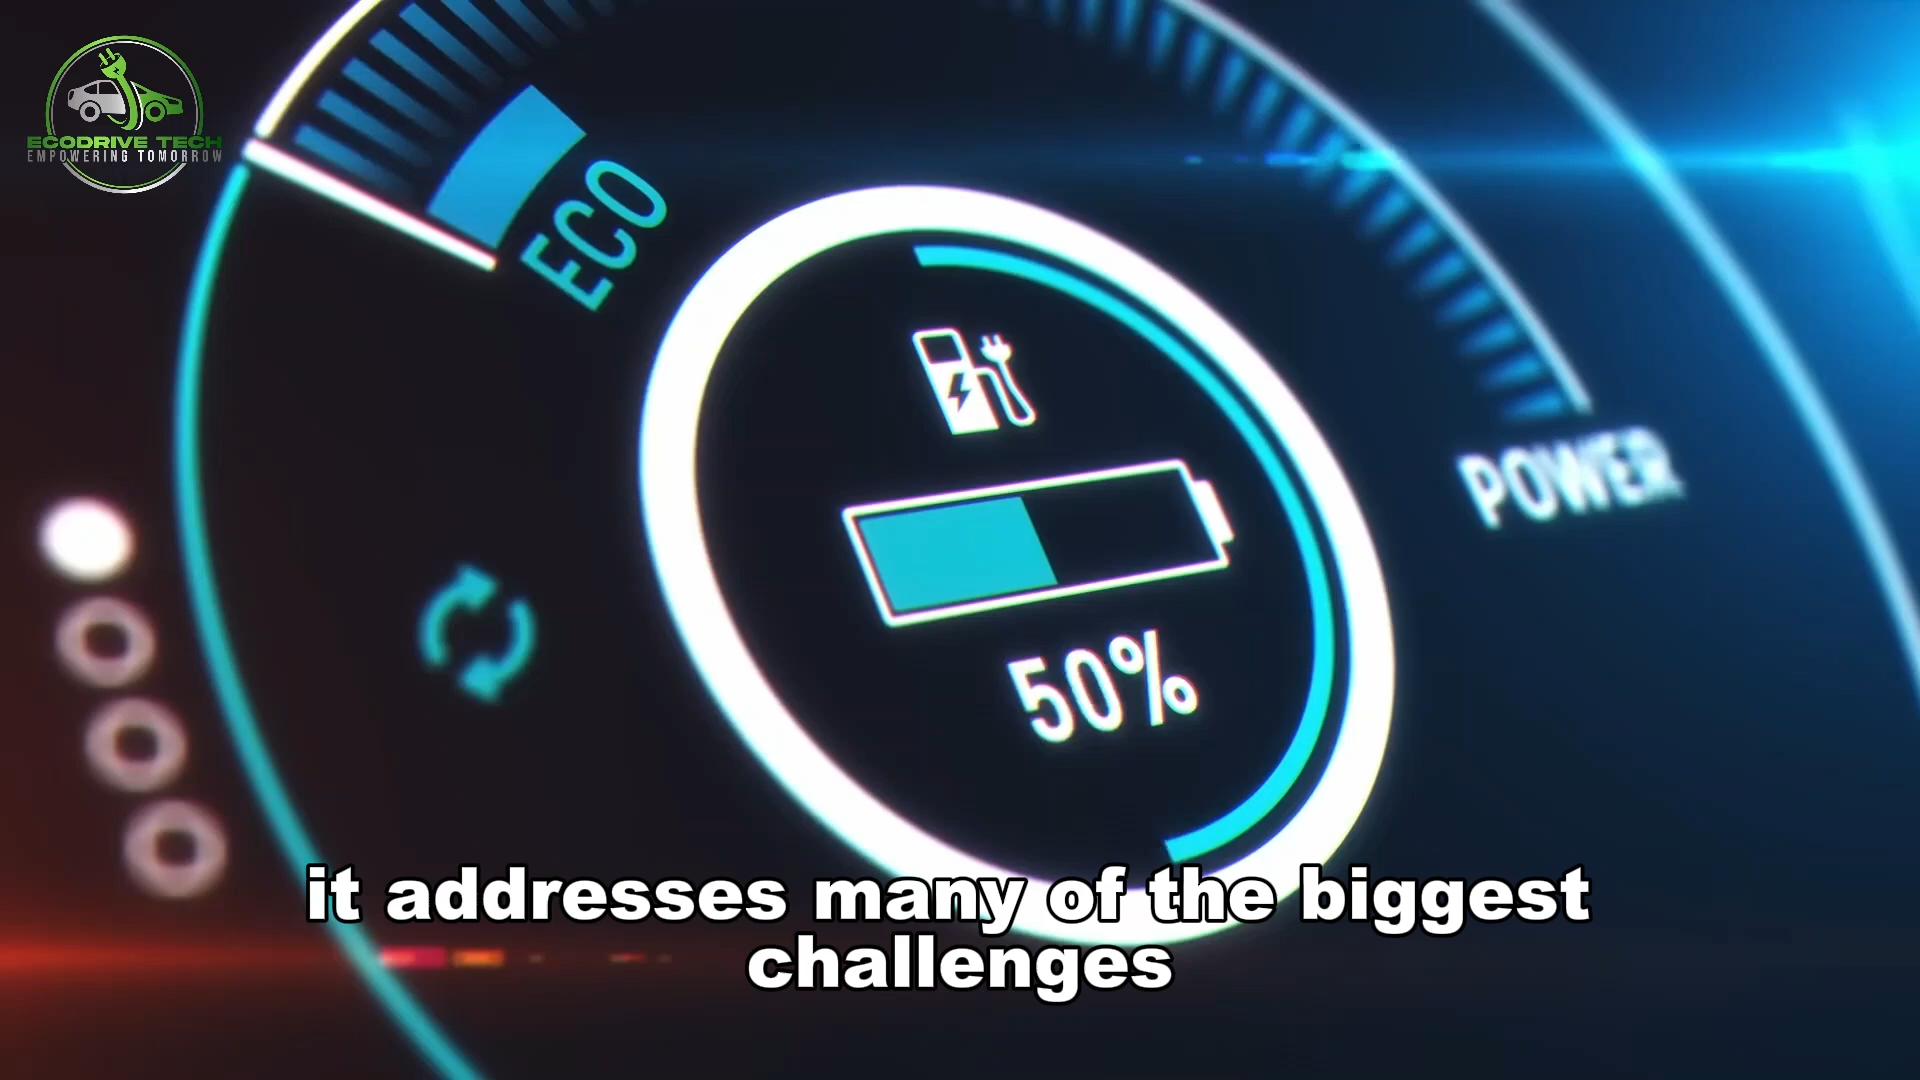 ECODRIVE TECH
EMPOWERING TOMORROW
ECO
POWER
50%
it addresses many of the biggest
challenges